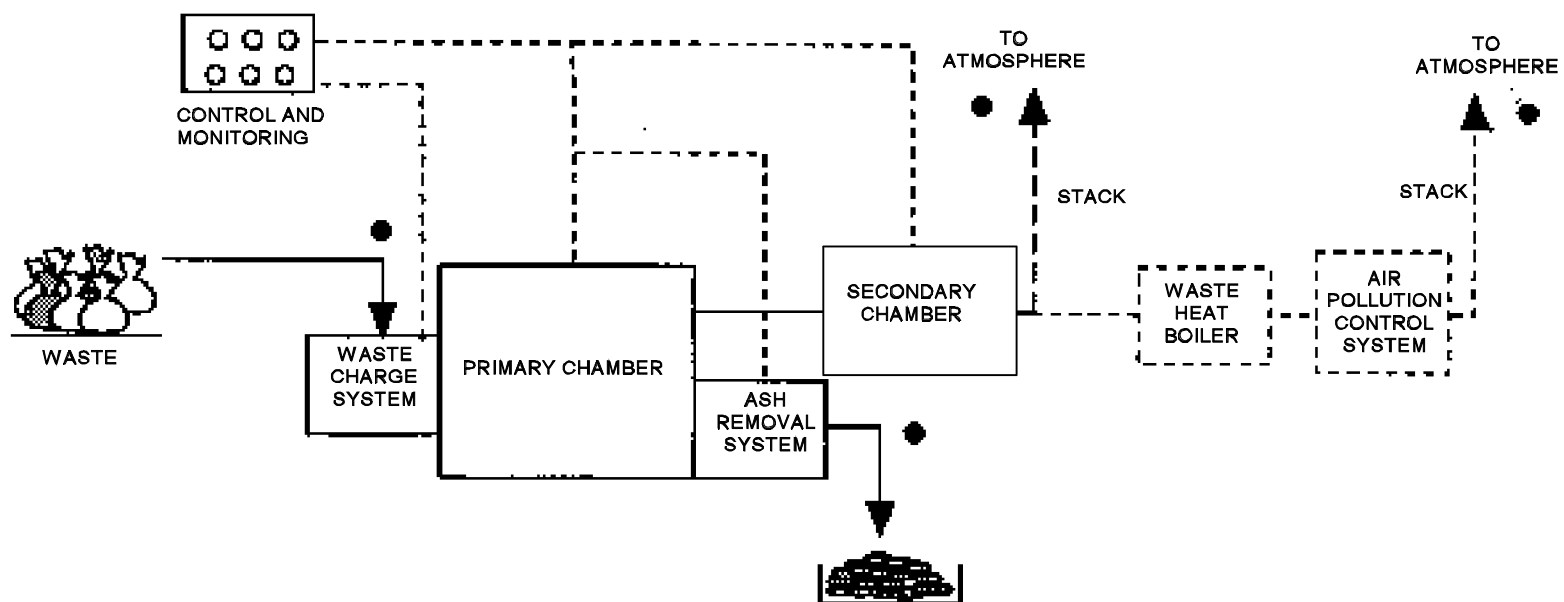 CONTROL AND
MONITORING
TO
ATMOSPHERE
TO
ATMOSPHERE
STACK
STACK
WASTE
WASTE
CHARGE
SYSTEM
PRIMARY CHAMBER
ASH
REMOVAL
SYSTEM
SECONDARY
CHAMBER
WASTE
HEAT
BOILER
AIR
POLLUTION
CONTROL
SYSTEM